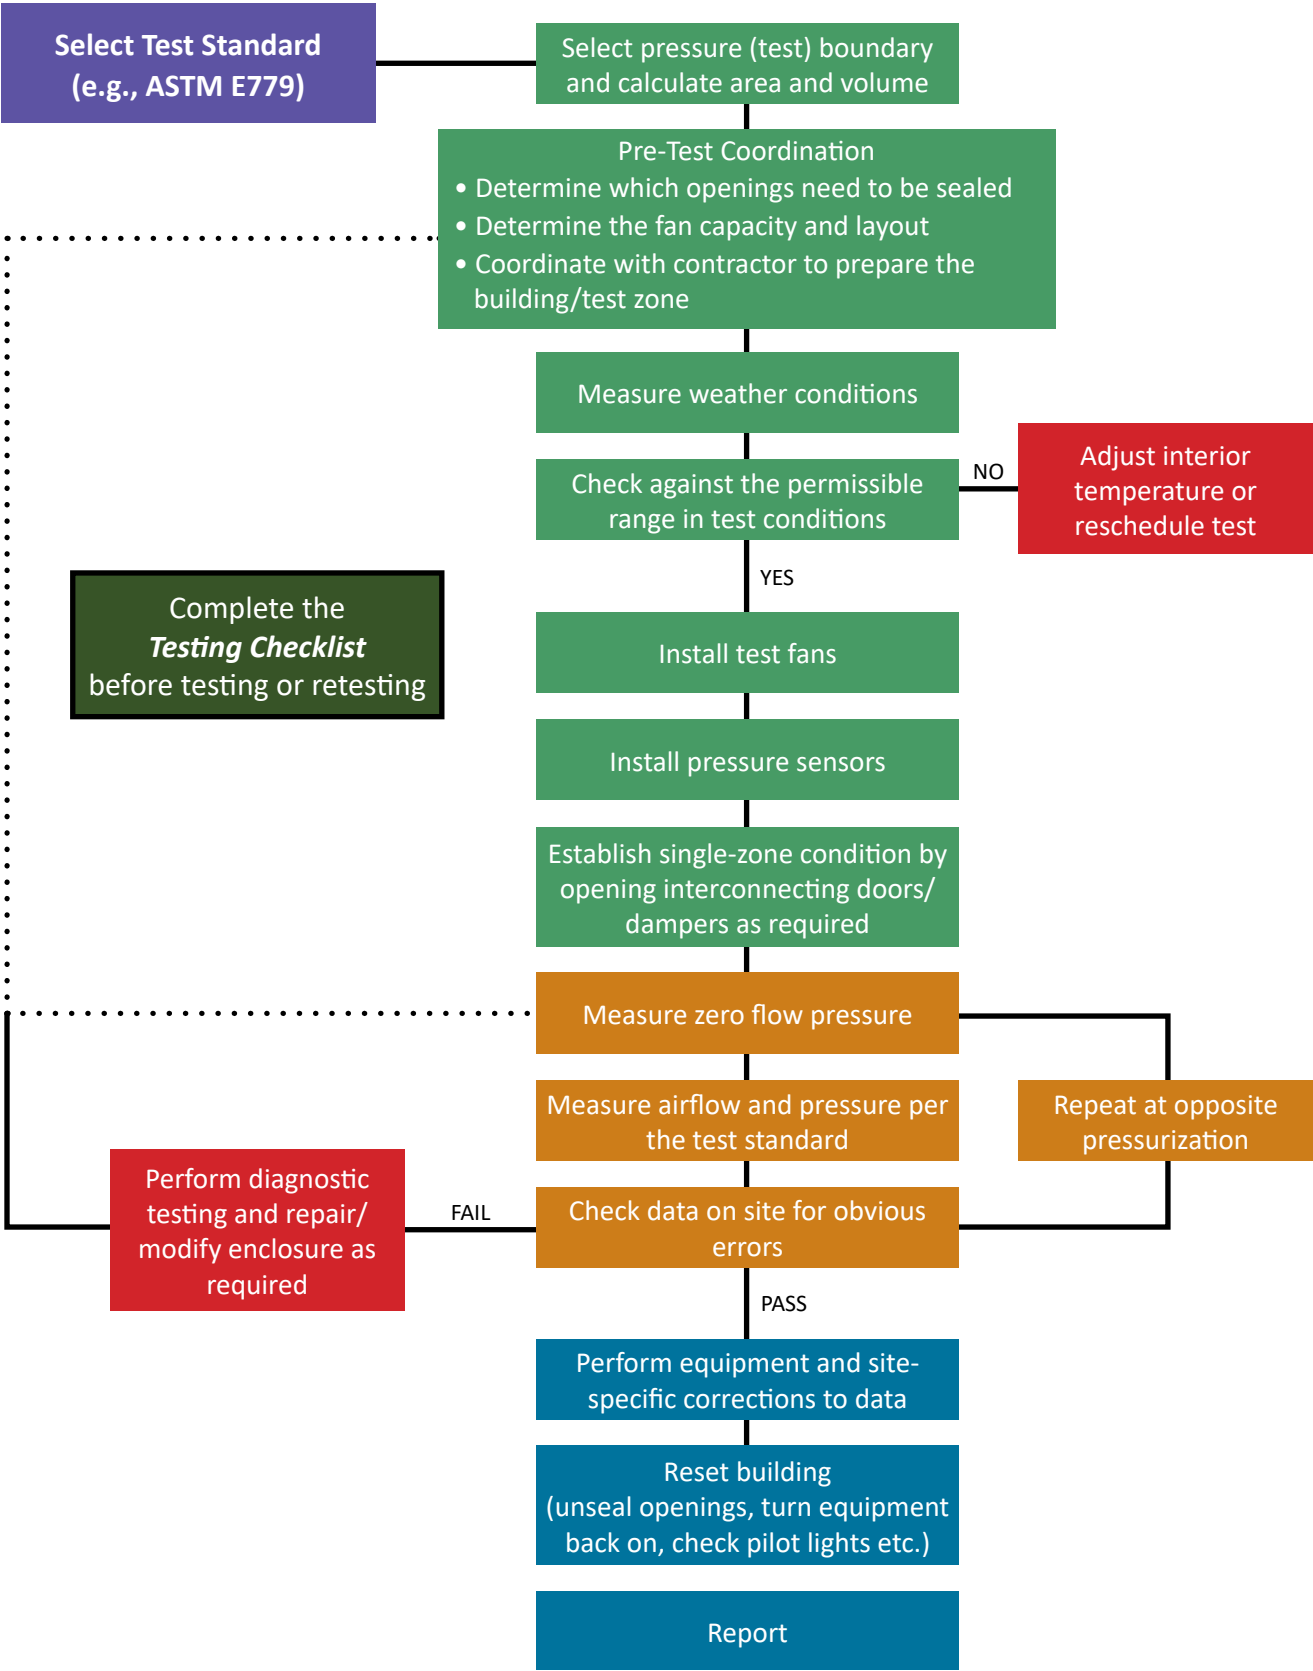 Select Test Standard
(e.g., ASTM E779)
Select pressure (test) boundary
and calculate area and volume
Pre-Test Coordination
• Determine which openings need to be sealed
• Determine the fan capacity and layout
• Coordinate with contractor to prepare the
building/test zone
Measure weather conditions
Check against the permissible
range in test conditions
NO
Adjust interior
temperature or
reschedule test
YES
Complete the
Testing Checklist
before testing or retesting
Install test fans
Install pressure sensors
Establish single-zone condition by
opening interconnecting doors/
dampers as required
Measure zero flow pressure
Measure airflow and pressure per
the test standard
Repeat at opposite
pressurization
Perform diagnostic
testing and repair/
modify enclosure as
required
FAIL
Check data on site for obvious
errors
PASS
Perform equipment and site-
specific corrections to data
Reset building
(unseal openings, turn equipment
back on, check pilot lights etc.)
Report